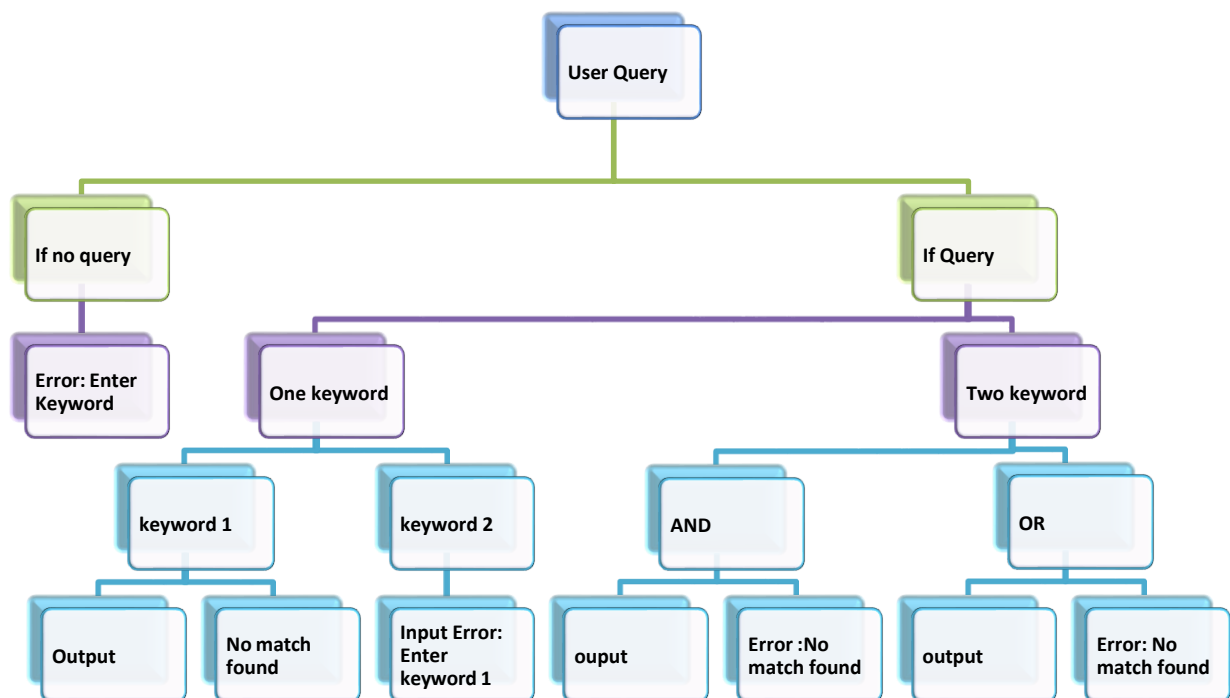 User Query
If no query
If Query
Error: Enter
Keyword
One keyword
Two keyword
keyword 1
keyword 2
AND
OR
Output
No match
found
Input Error:
Enter
keyword 1
ouput
Error :No
match found
output
Error: No
match found